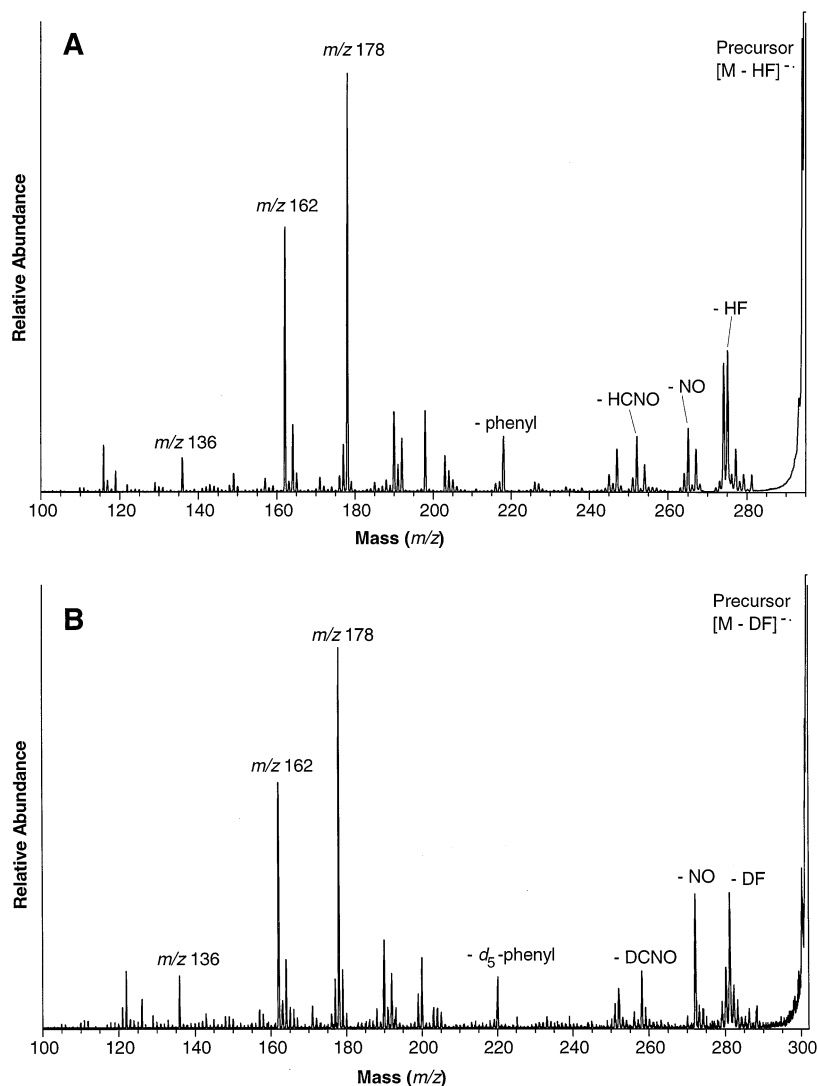 A
m/z 178
Precursor
[M - HF] -·
m/z 162
- HF
- NO
- HCNO
- phenyl
m/z 136
Relative Abundance
100 120 140 160 180 200 220 240 260 280
Mass (m/z)
B
Precursor
[M - DF] -·
m/z 178
m/z 162
- NO
- DF
- d5-phenyl
- DCNO
m/z 136
Relative Abundance
100 120 140 160 180 200 220 240 260 280 300
Mass (m/z)